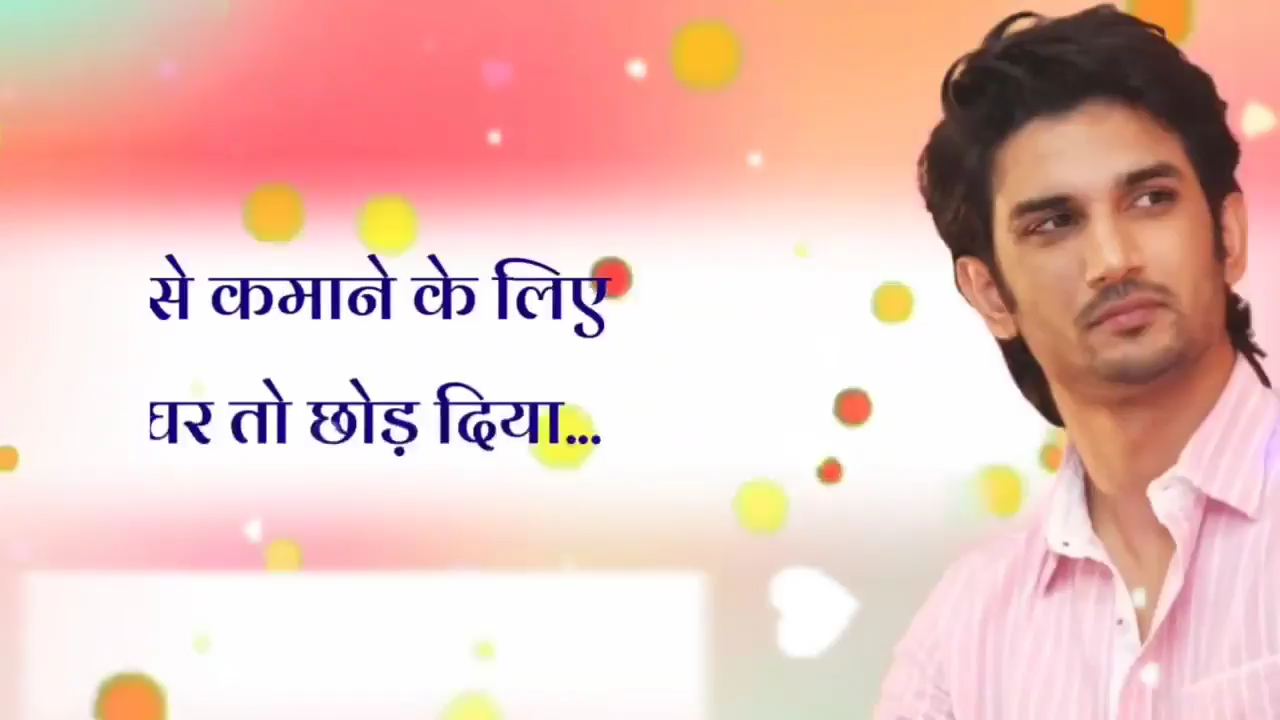 से कमाने के लिए
घर तो छोड़ दिया...